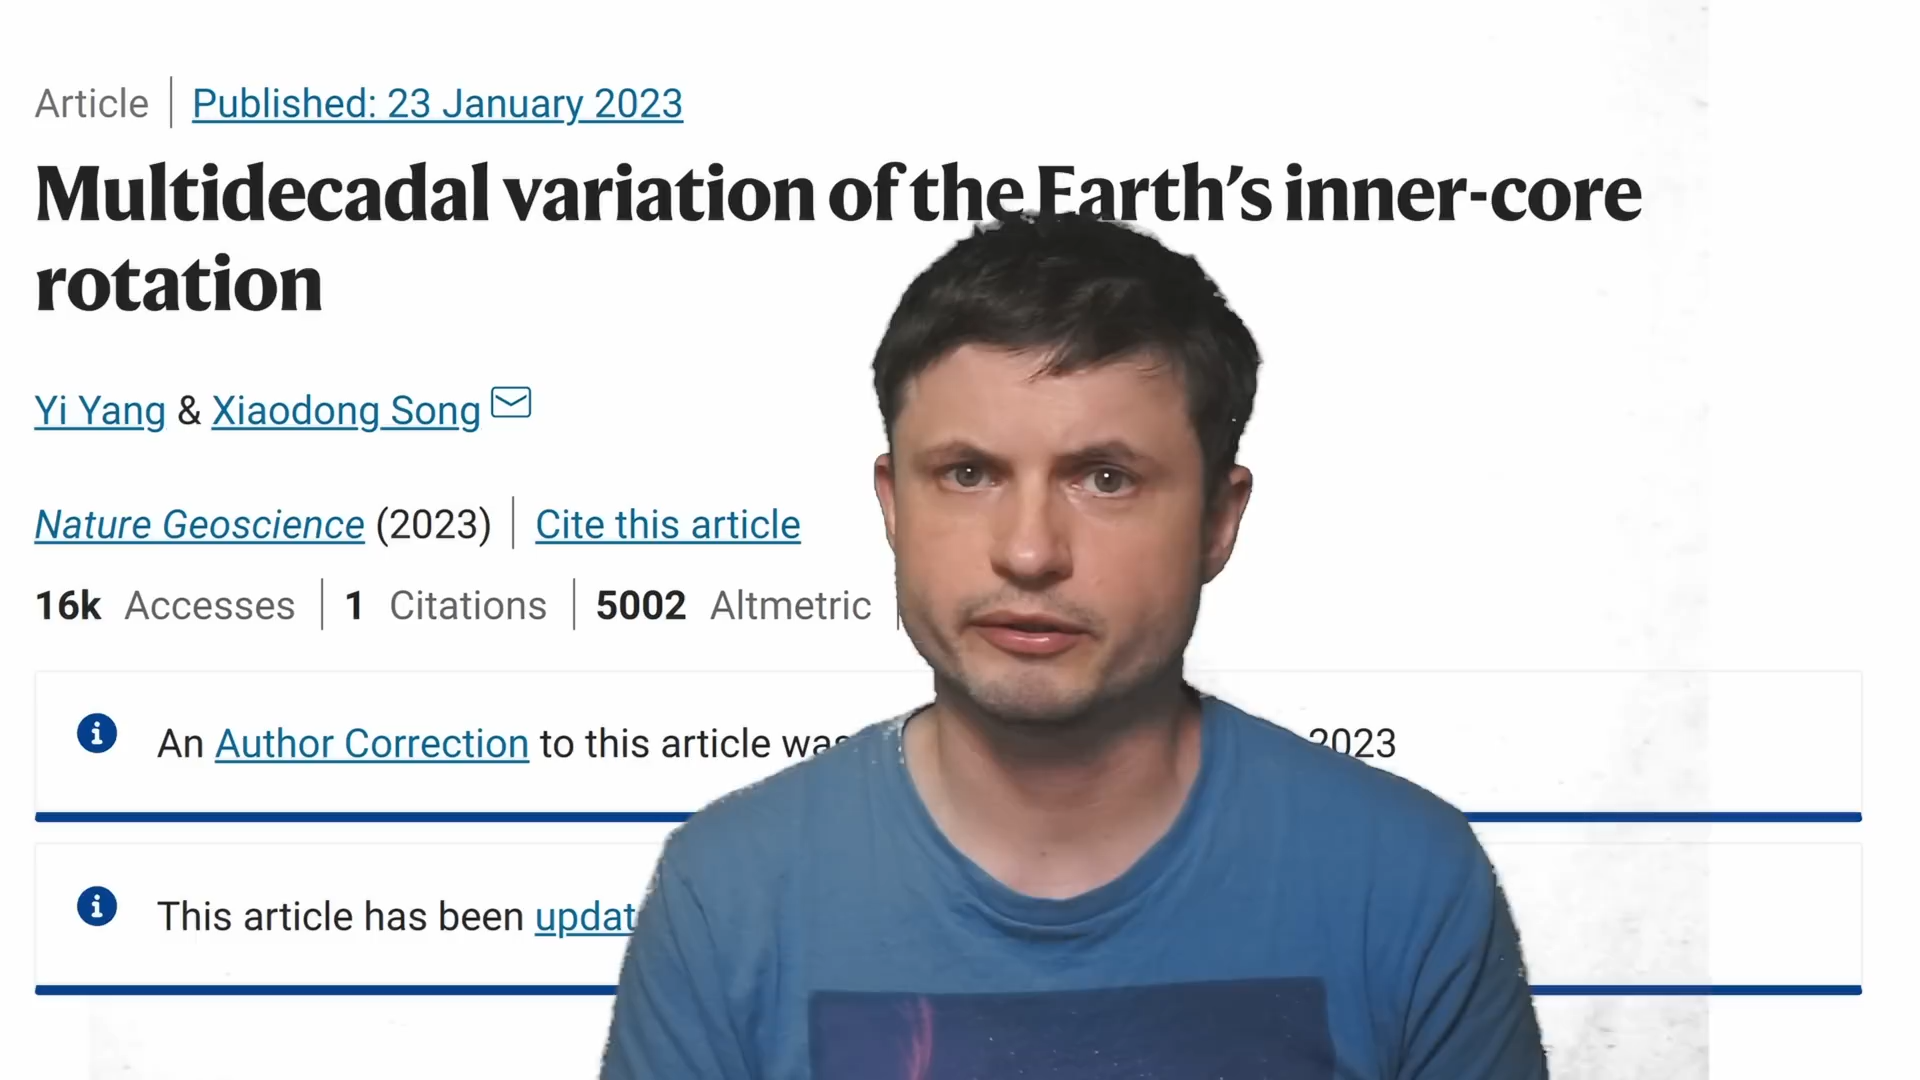 Article Published: 23 January 2023
Multidecadal variation of the Earth’s inner-core
rotation
Yi Yang & Xiaodong Song
Nature Geoscience (2023) Cite this article
16k Accesses 1 Citations 5002 Altmetric
An Author Correction to this article was 2023
This article has been